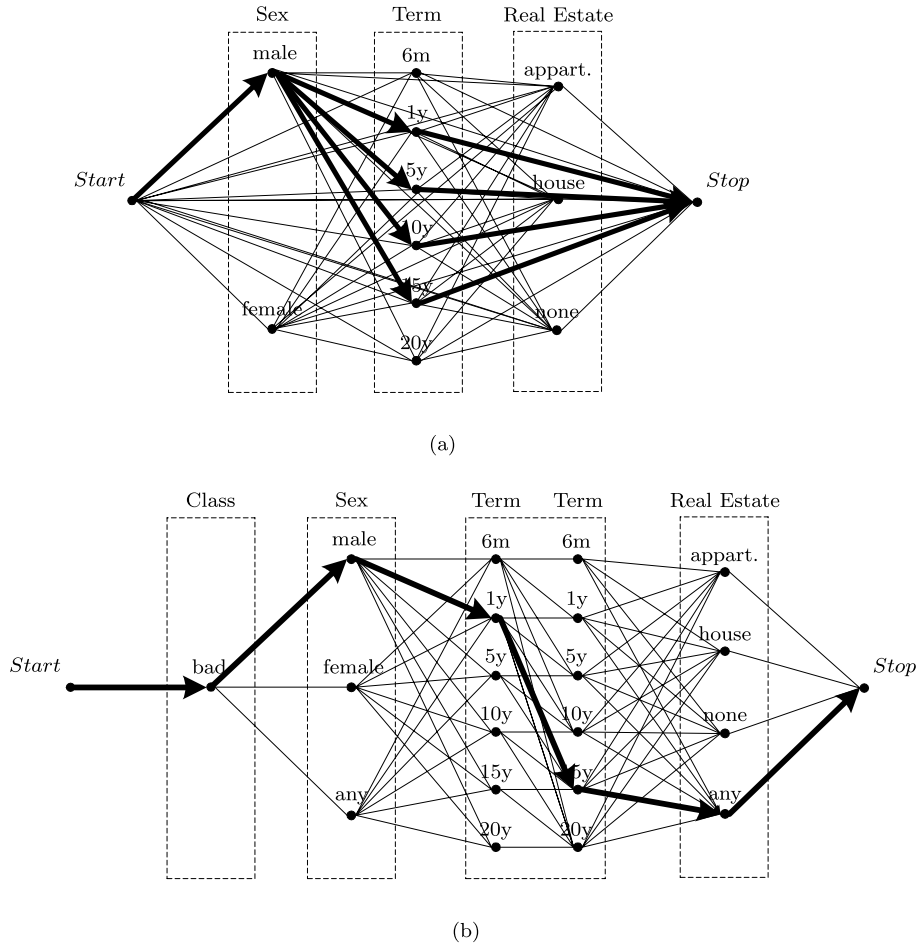 Sex Term Real Estate
male 6m appart.
1y
Start 5y house Stop
10y
female 15y none
20y
(a)
Class Sex Term Term Real Estate
male 6m 6m appart.
1y 1y
Start bad female 5y 5y house Stop
10y 10y none
any 15y 15y any
20y 20y
(b)